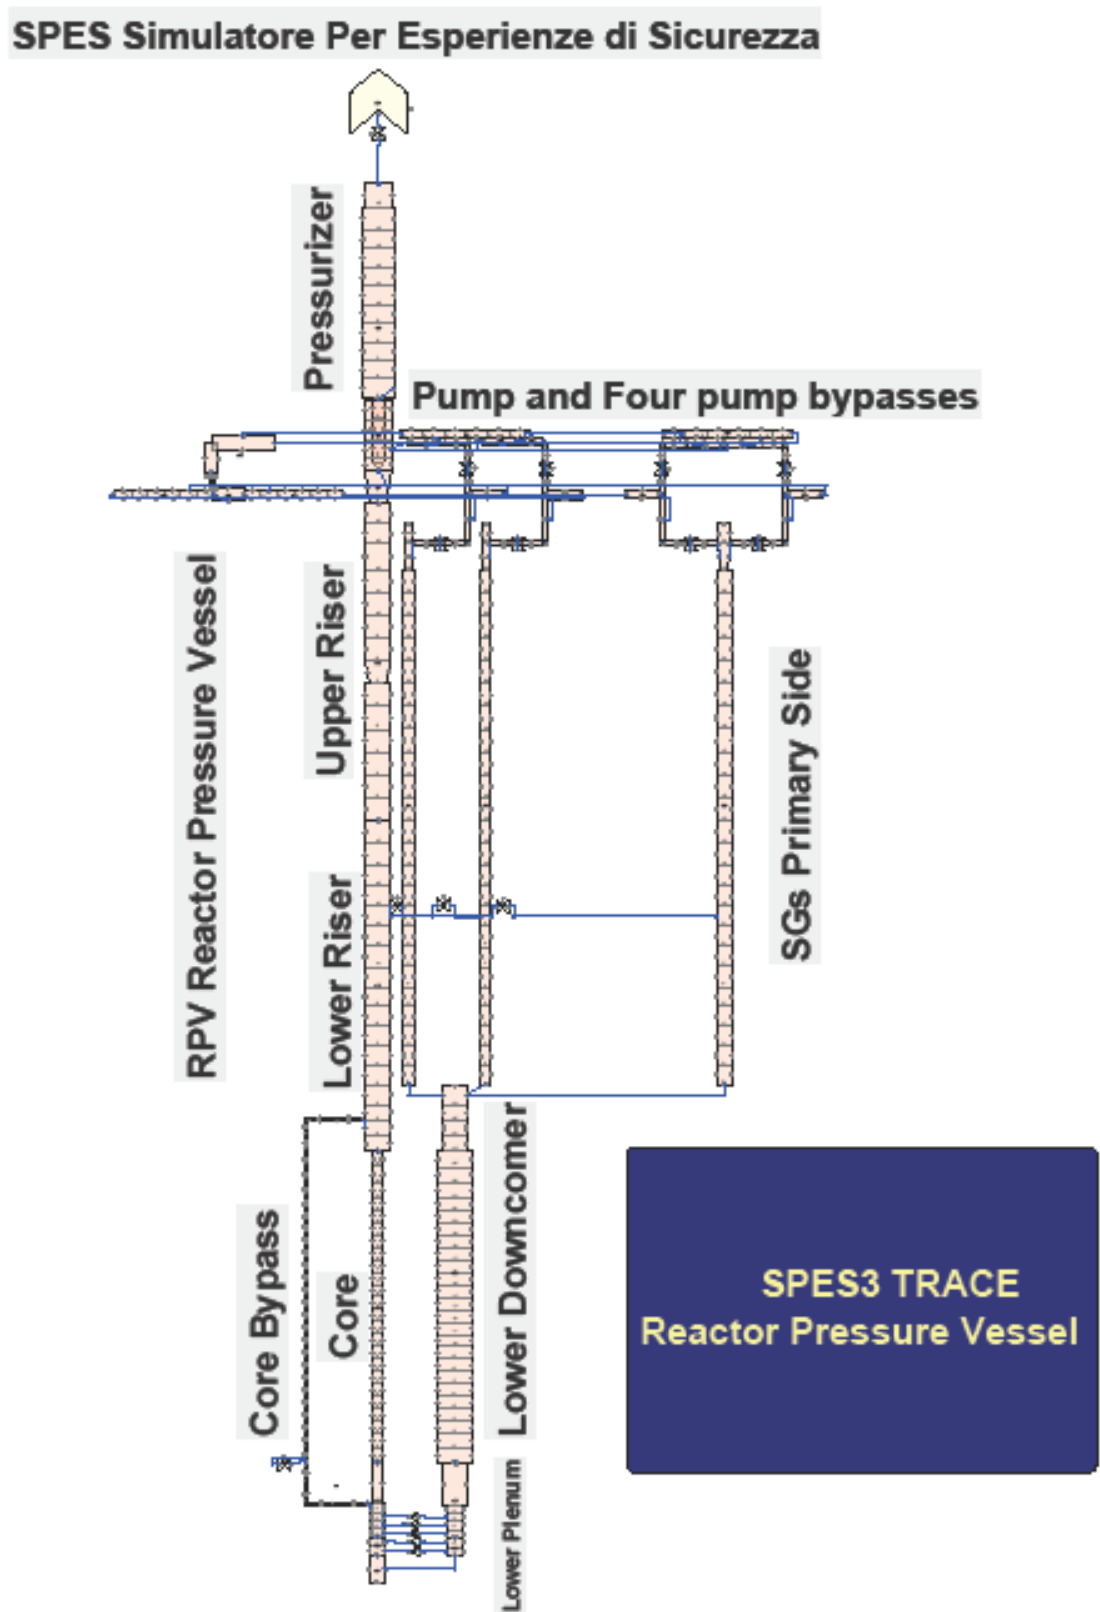 SPES Simulatore Per Esperienze di Sicurezza
Pressurizer
Pump and Four pump bypasses
RPV Reactor Pressure Vessel
Upper Riser
SGs Primary Side
Lower Riser
Lower Downcomer
Core Bypass
Core
Lower Plenum
SPES3 TRACE
Reactor Pressure Vessel